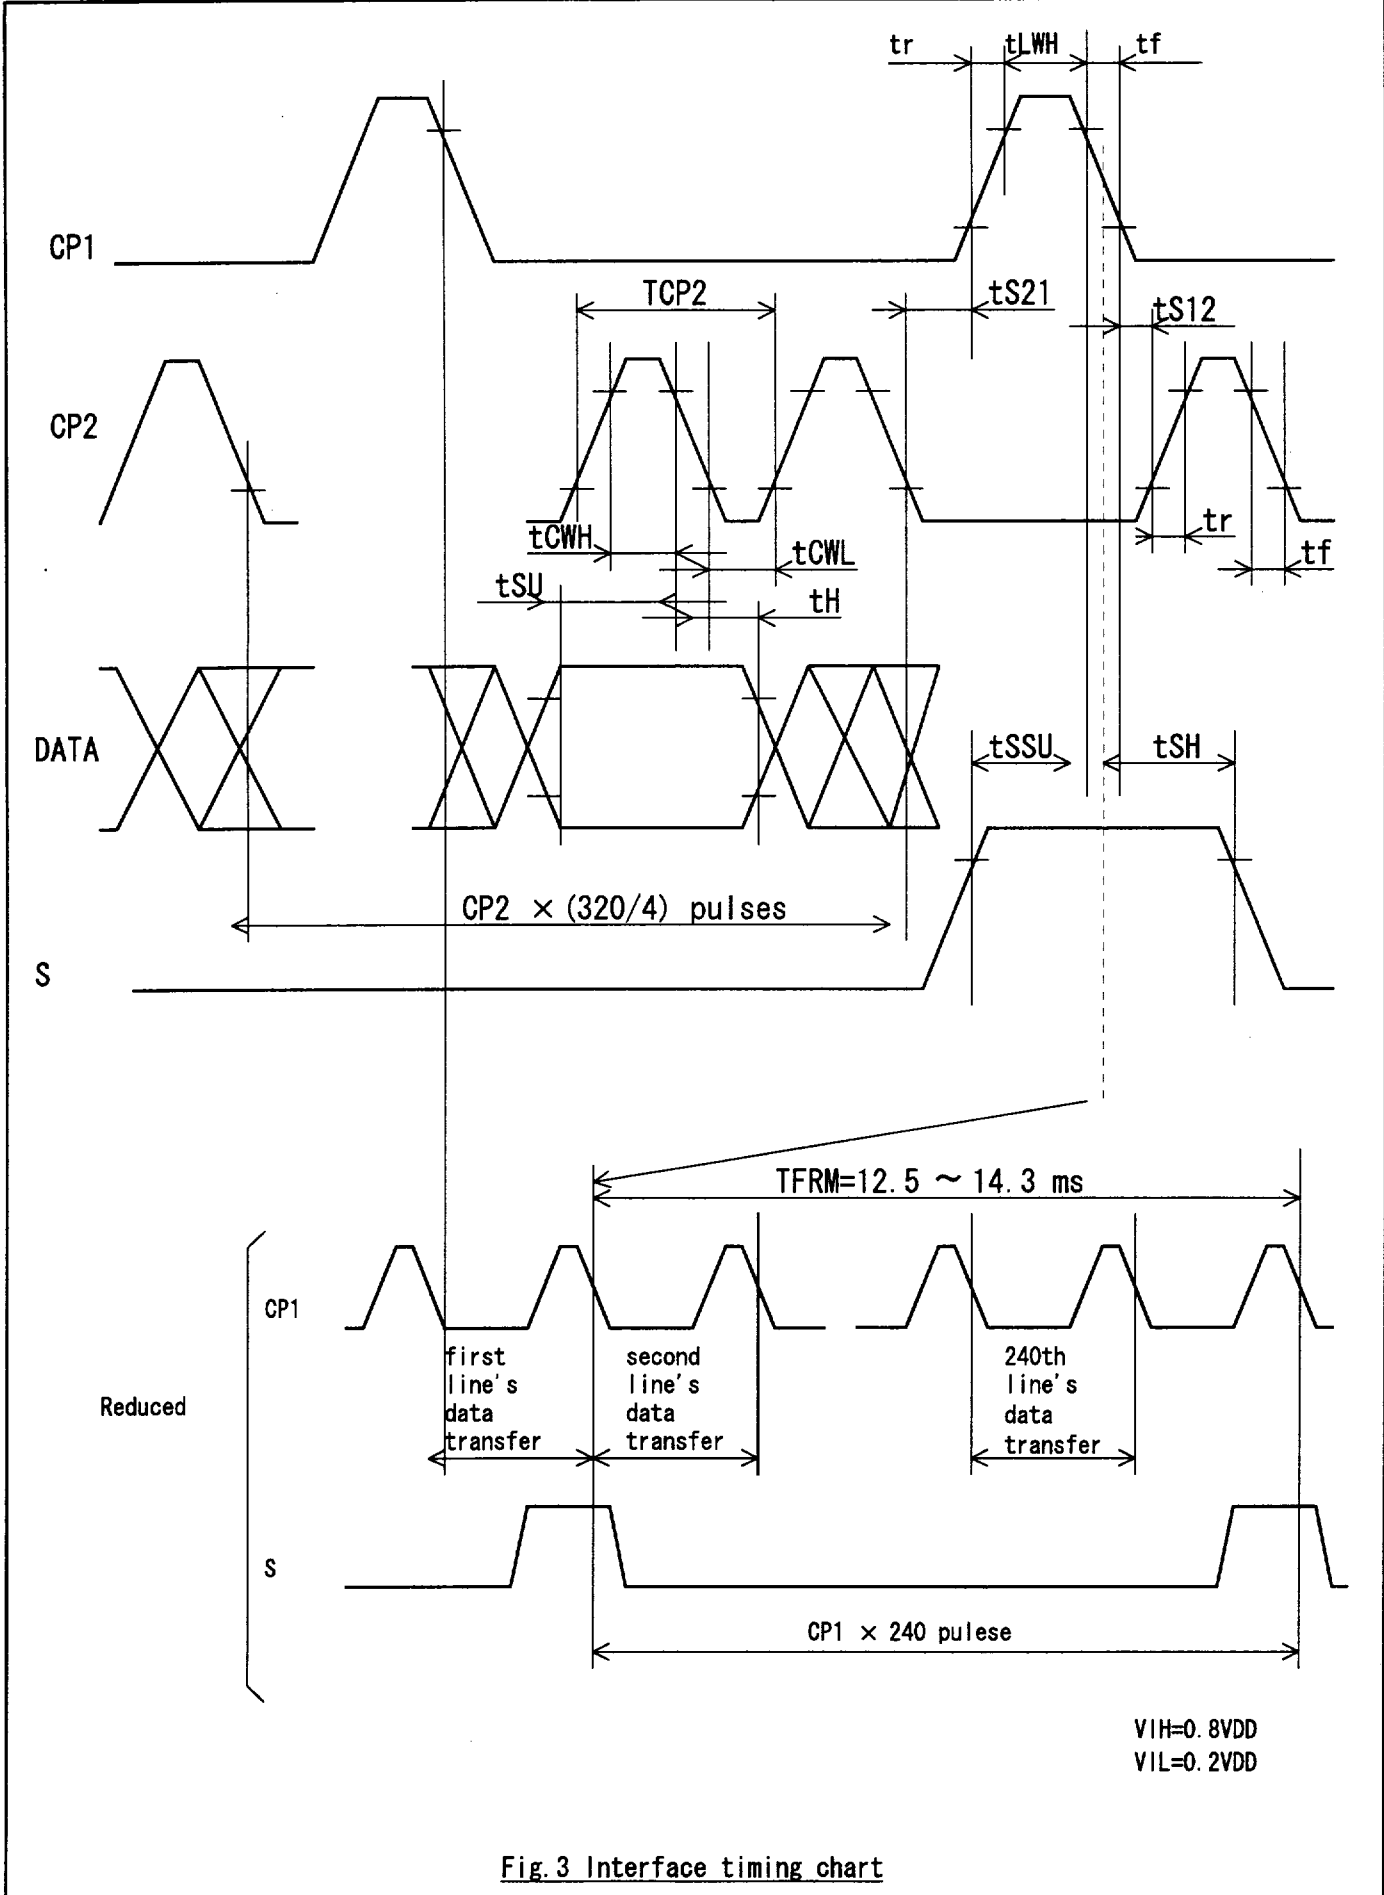 tr tLWH tf
CP1
TCP2 tS21
tS12
CP2
tr
tCWH
tCWL tf
tSU
tH
DATA tSSU tSH
CP2 × (320/4) pulses
S
TFRM=12.5 ～ 14.3 ms
CP1
first second 240th
line's line's line's
data data data
transfer transfer transfer
Reduced
S
CP1 × 240 pulese
VIH=0.8VDD
VIL=0.2VDD
Fig.3 Interface timing chart